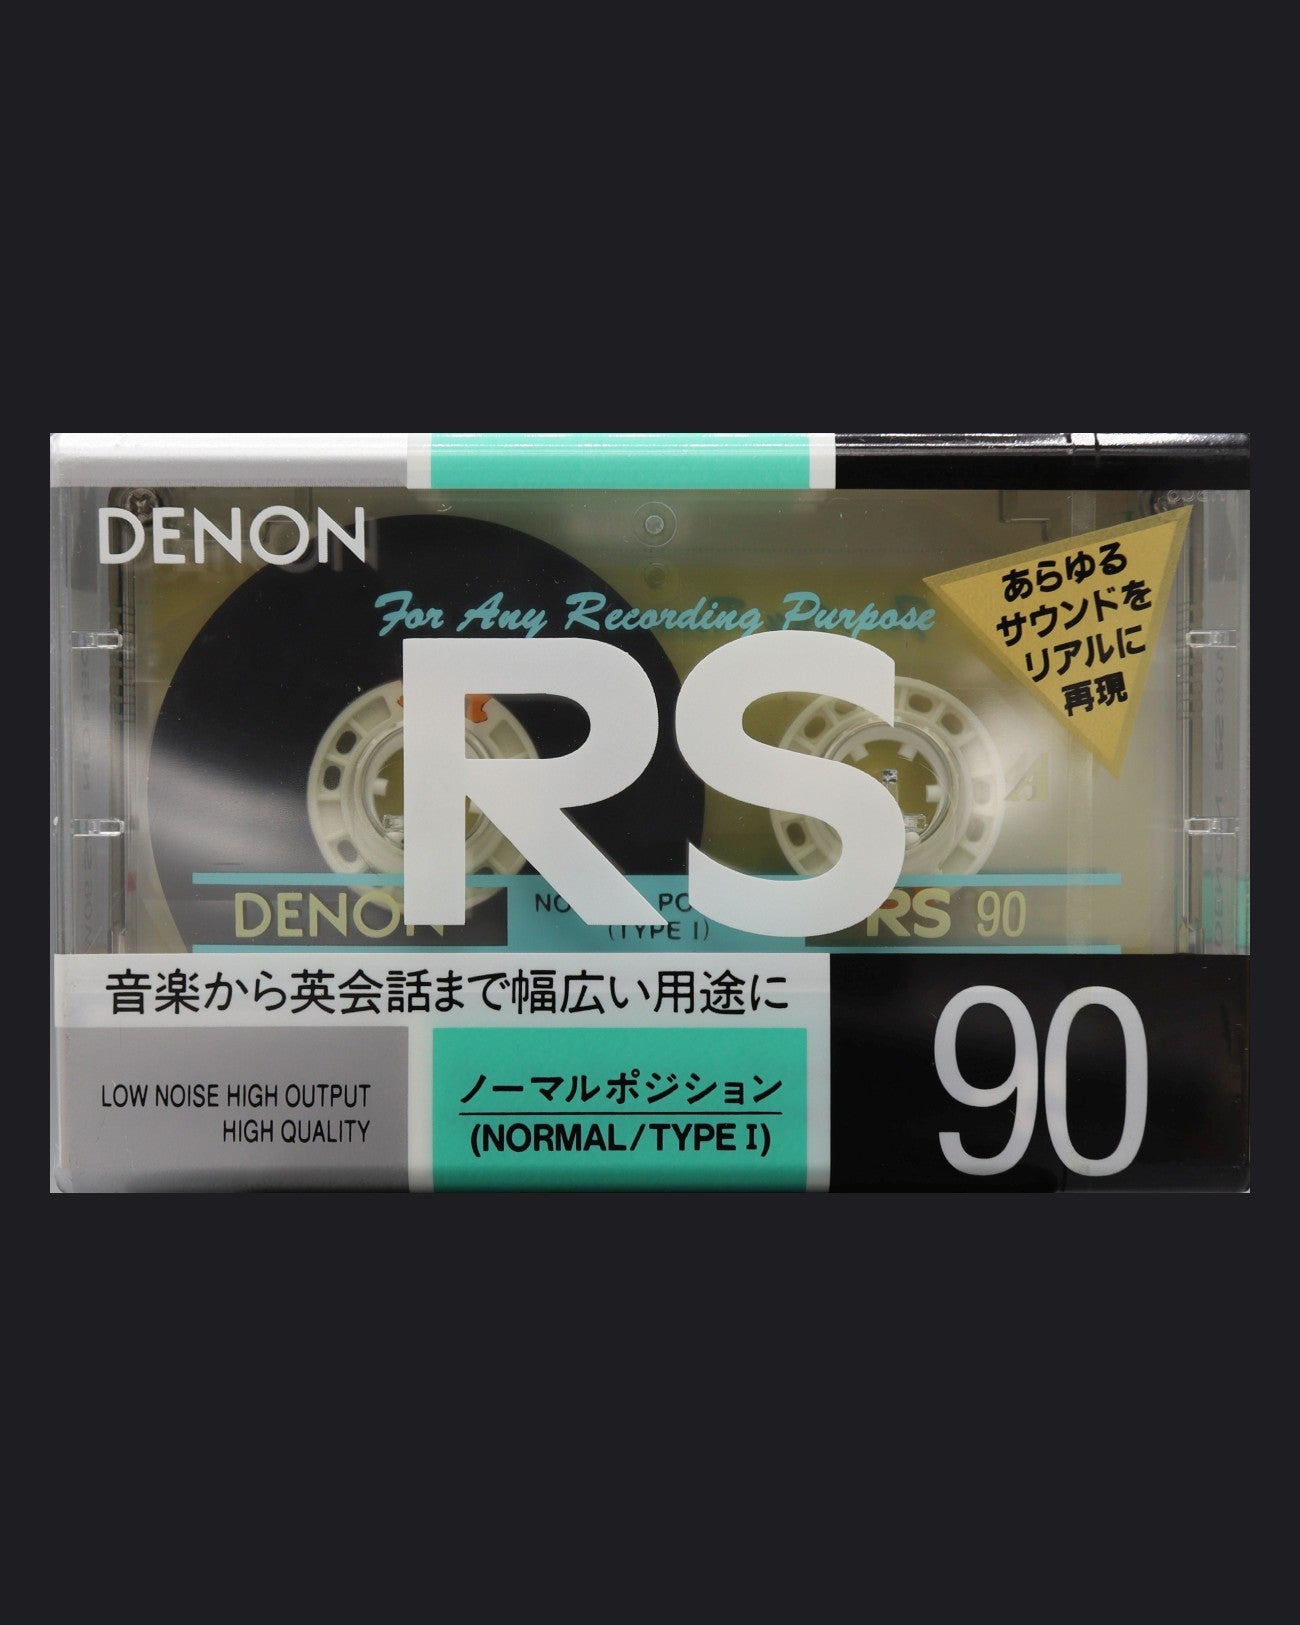 DENON
For Any Recording Purpose
RS
あらゆる
サウンドを
リアルに
再現
DENON
(TYPE I)
RS 90
音楽から英会話まで幅広い用途に
LOW NOISE HIGH OUTPUT
HIGH QUALITY
ノーマルポジション
(NORMAL/TYPE I)
90